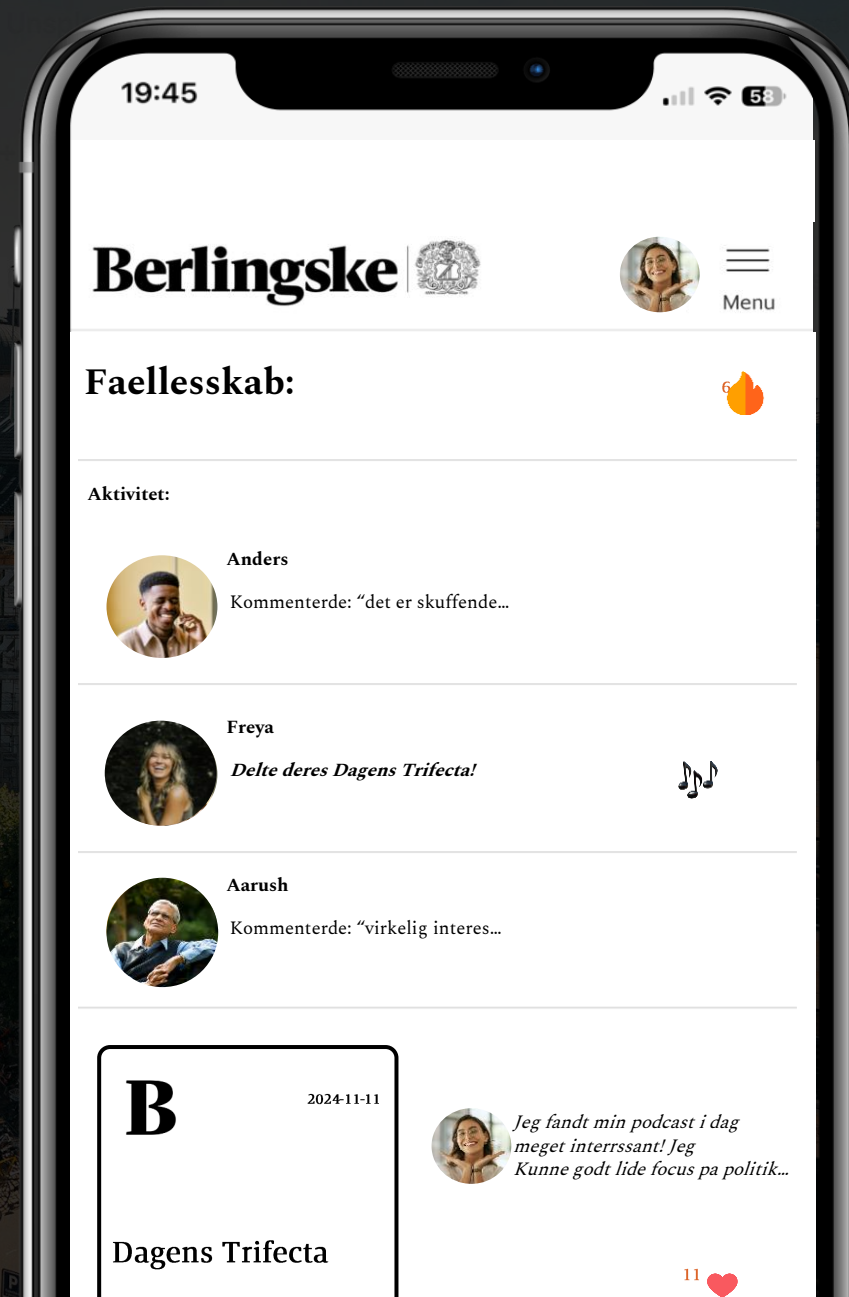 19:45
58
Berlingske
Menu
Faellesskab:
6
Aktivitet:
Anders
Kommenterde: “det er skuffende...
Freya
Delte deres Dagens Trifecta!
Aarush
Kommenterde: “virkelig interes...
B
2024-11-11
Jeg fandt min podcast i dag
meget interrssant! Jeg
Kunne godt lide focus pa politik...
Dagens Trifecta
11
P